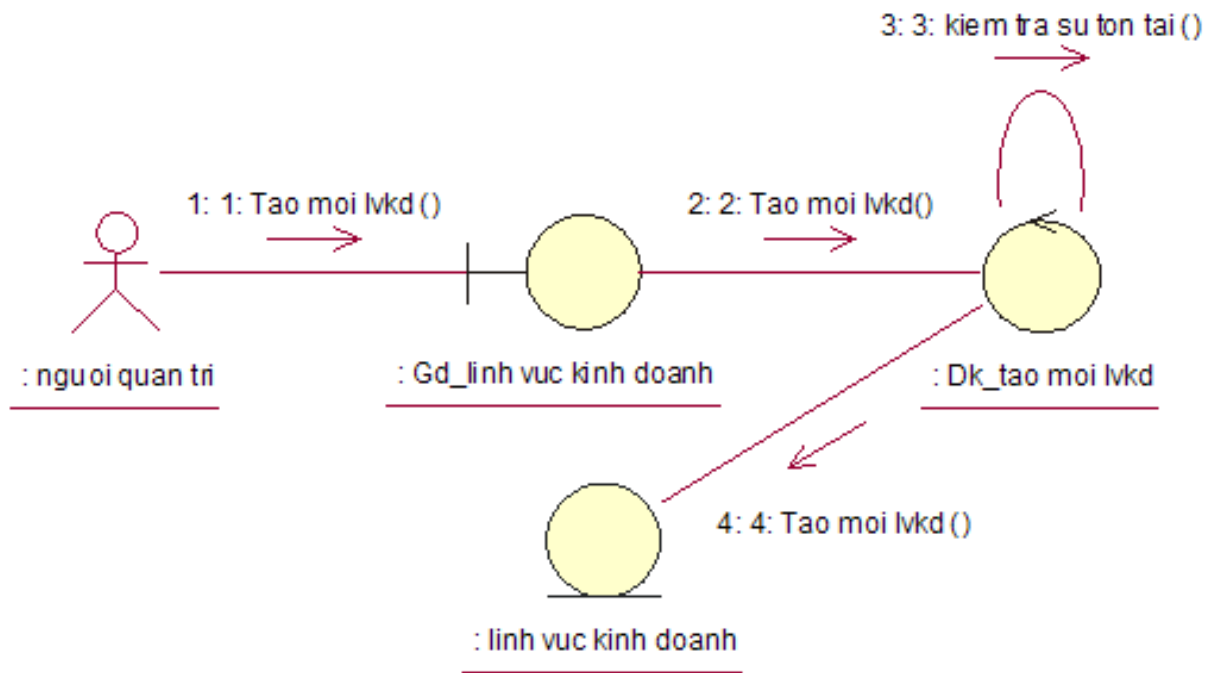 3: 3: kiem tra su ton tai ()
1: 1: Tao moi lvkd ()
2: 2: Tao moi lvkd()
: nguoi quan tri
: Gd_linh vuc kinh doanh
: Dk_tao moi lvkd
4: 4: Tao moi lvkd ()
: linh vuc kinh doanh